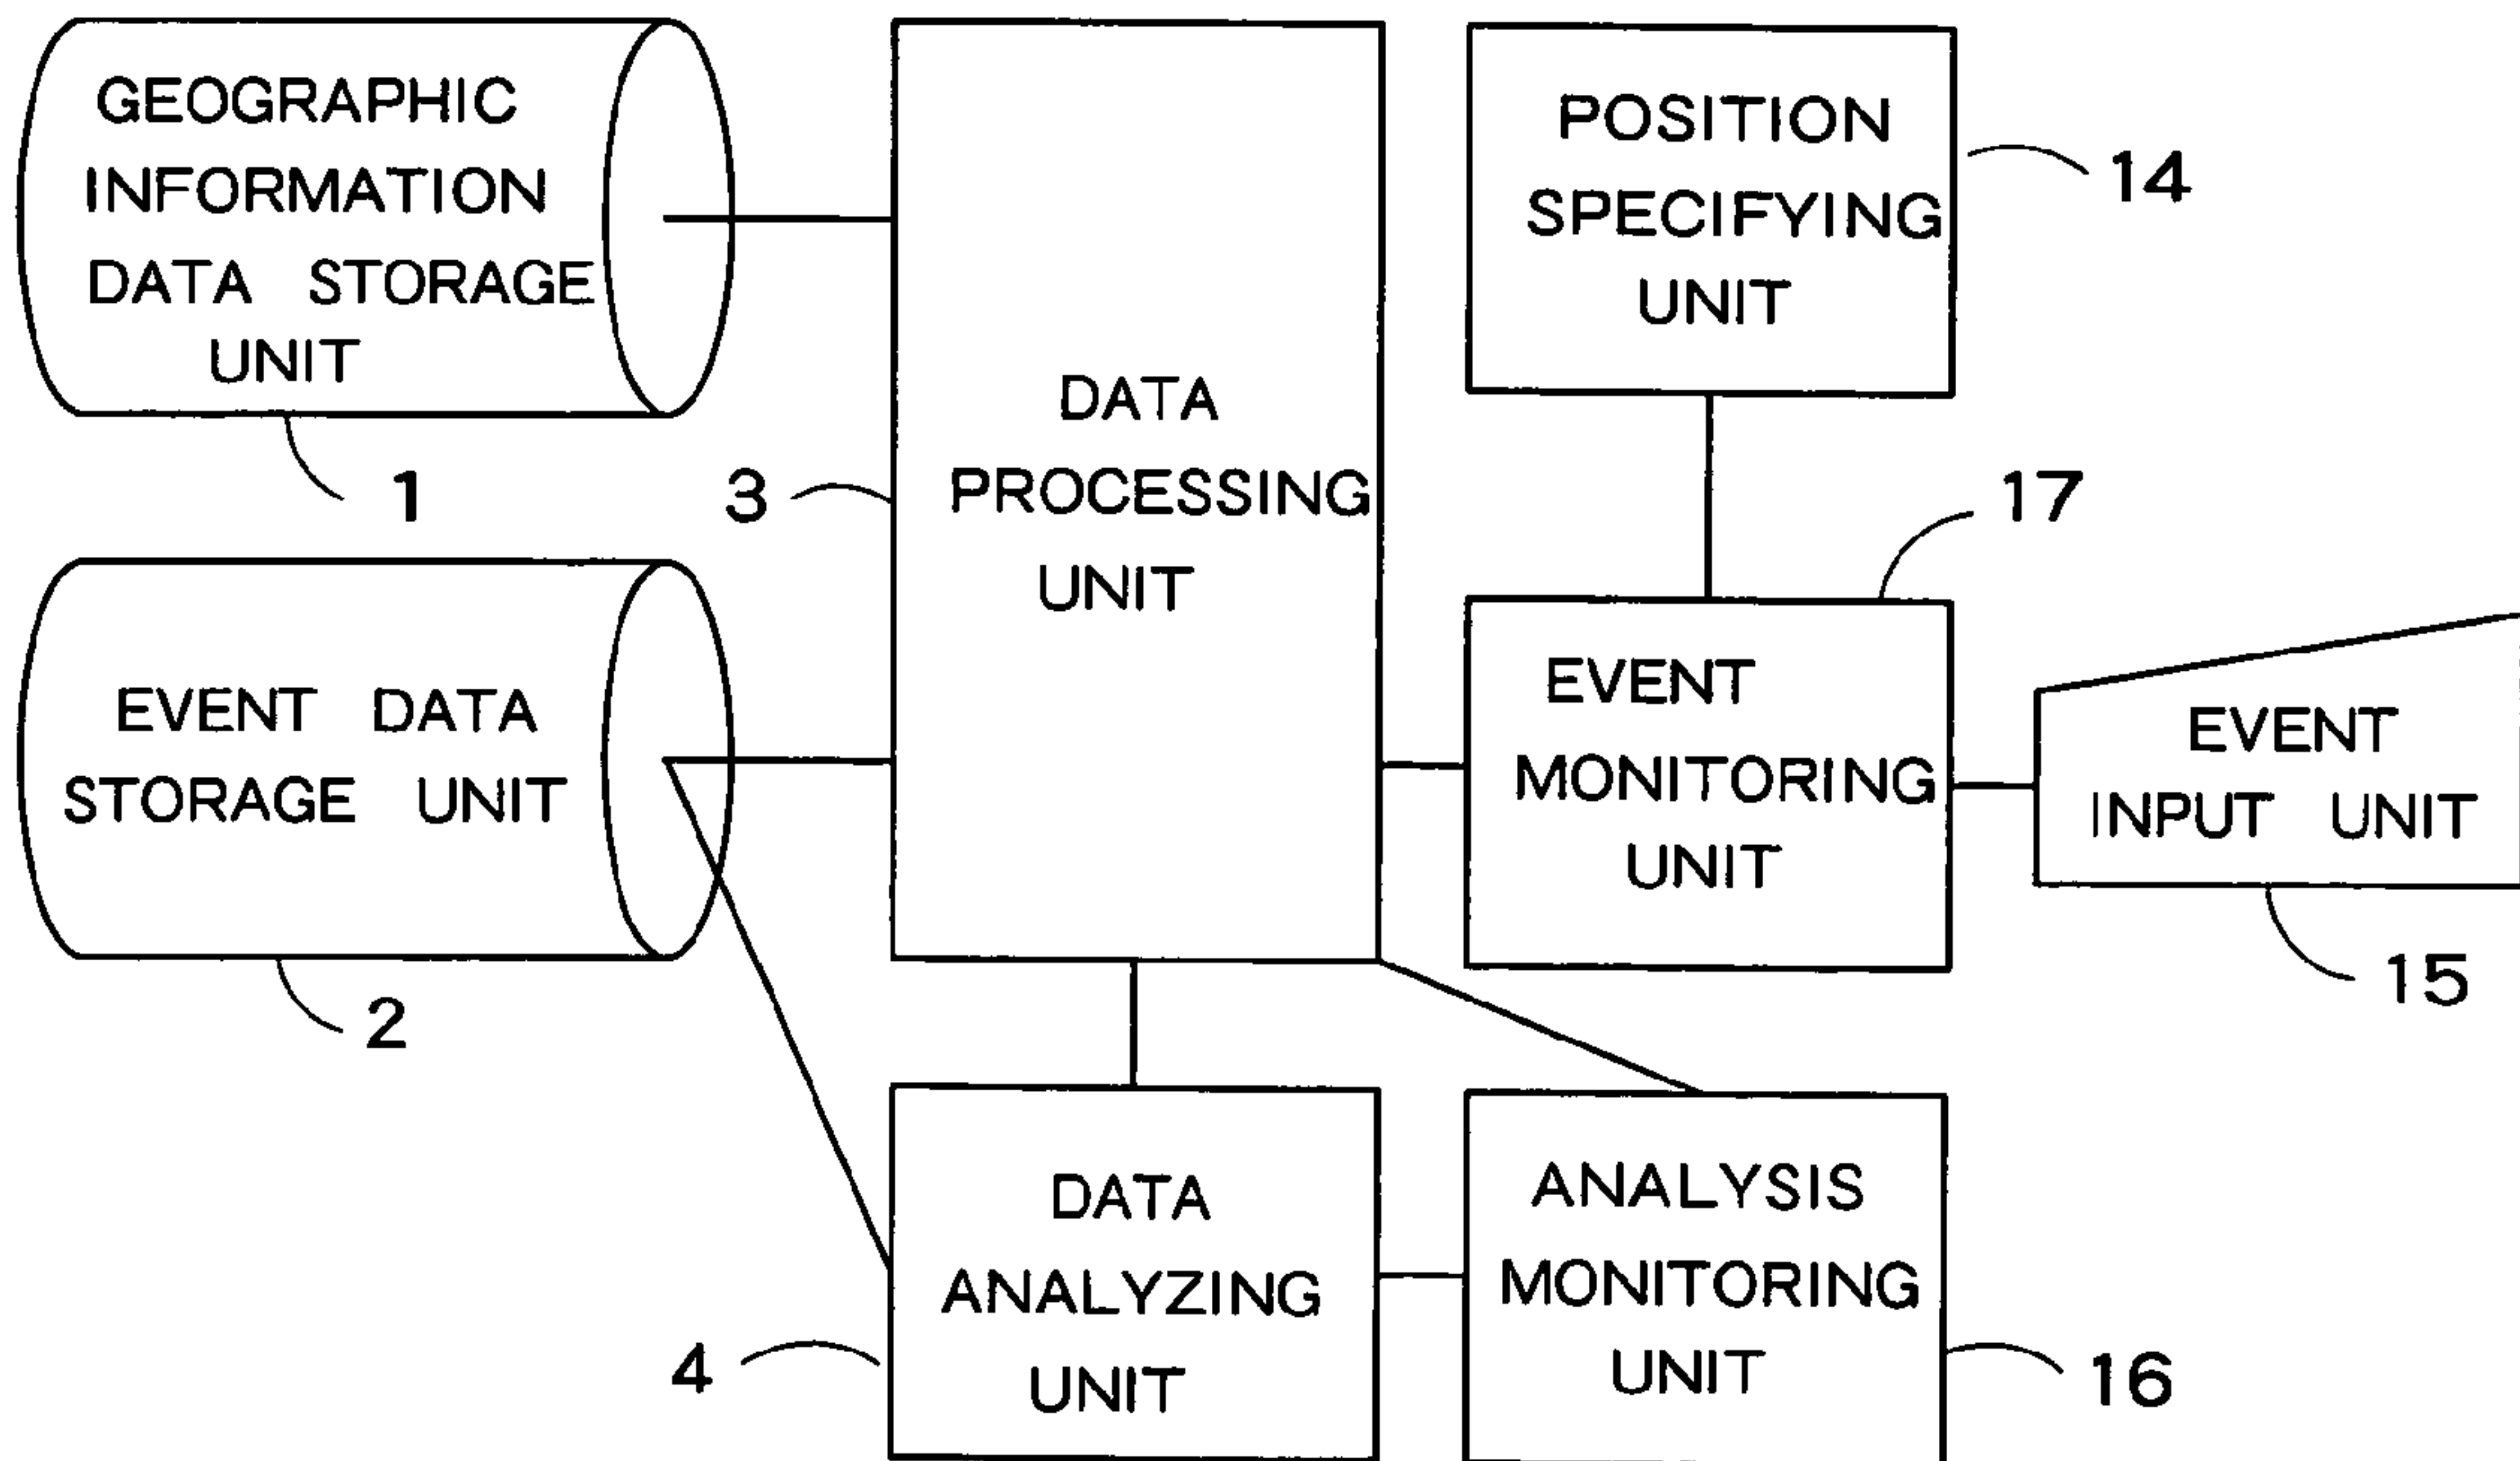 GEOGRAPHIC
INFORMATION
DATA STORAGE
UNIT
1
EVENT DATA
STORAGE UNIT
2
3
DATA
PROCESSING
UNIT
POSITION
SPECIFYING
UNIT
14
17
EVENT
MONITORING
UNIT
EVENT
INPUT UNIT
15
4
DATA
ANALYZING
UNIT
ANALYSIS
MONITORING
UNIT
16